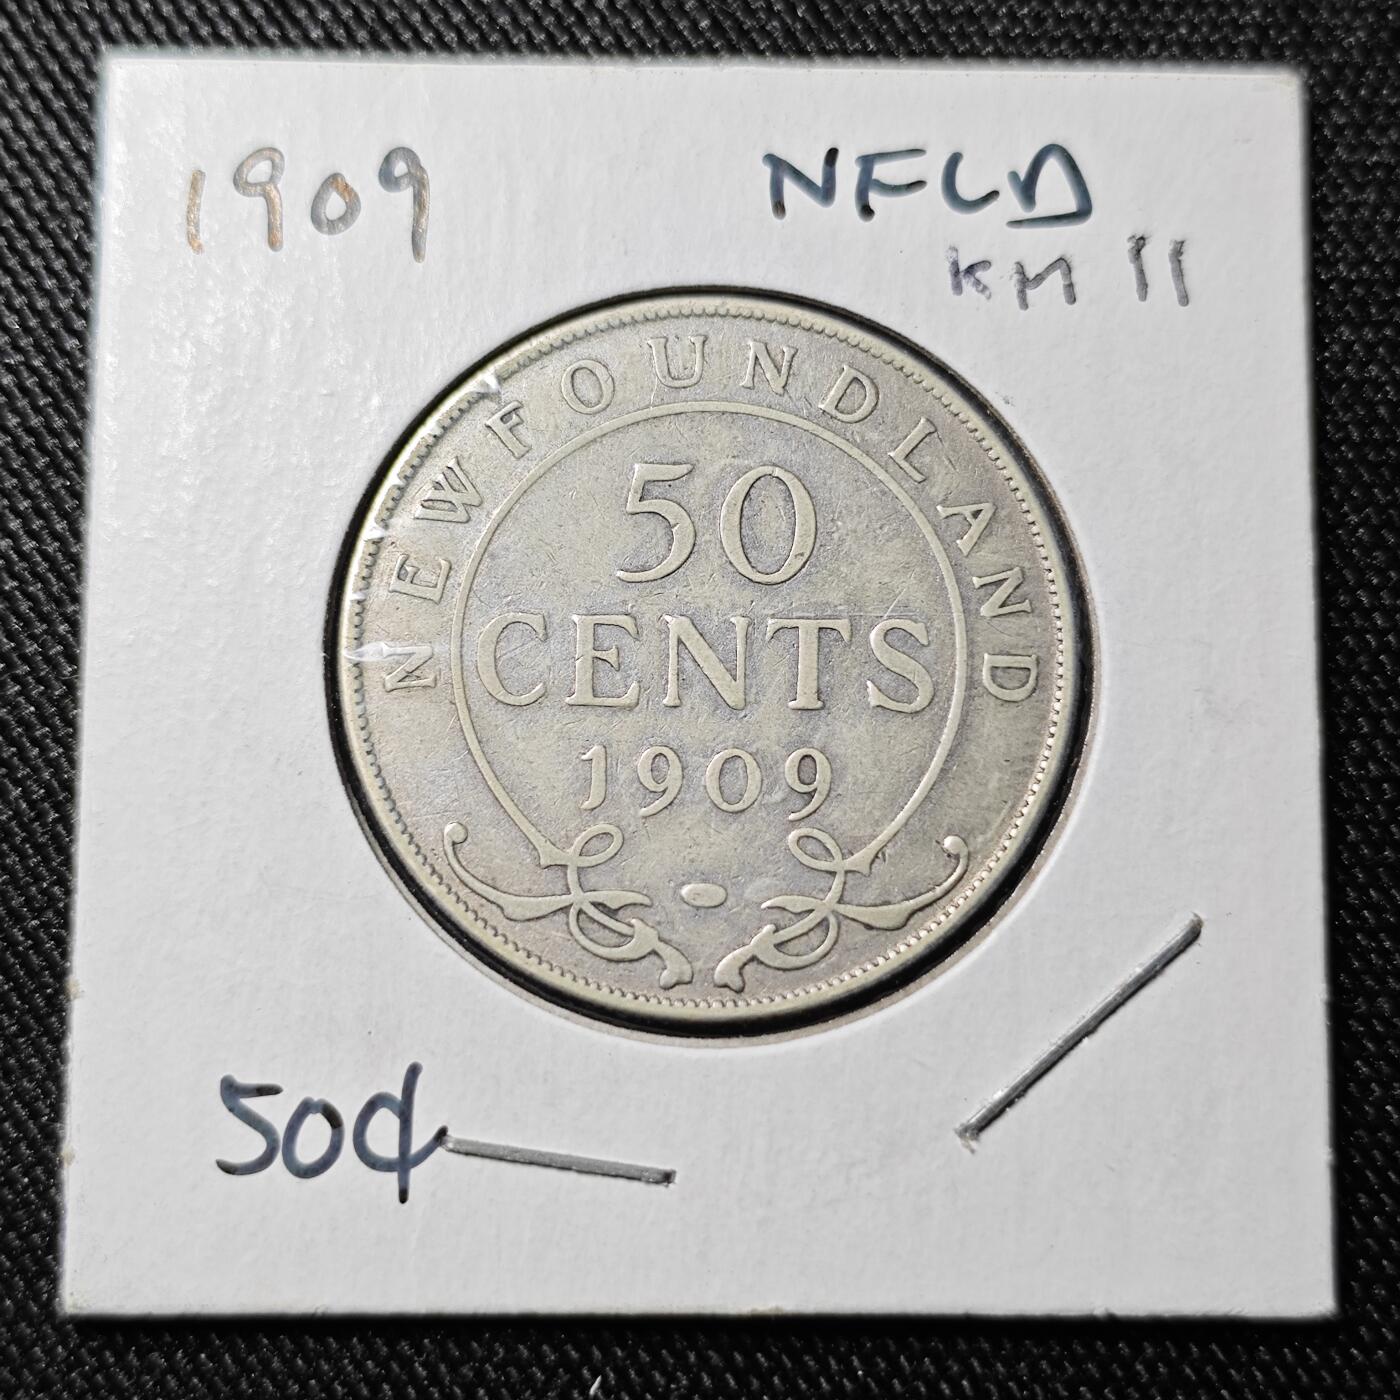 1909
NFLD
KM 11
NEWFOUNDLAND
50
CENTS
1909
50¢